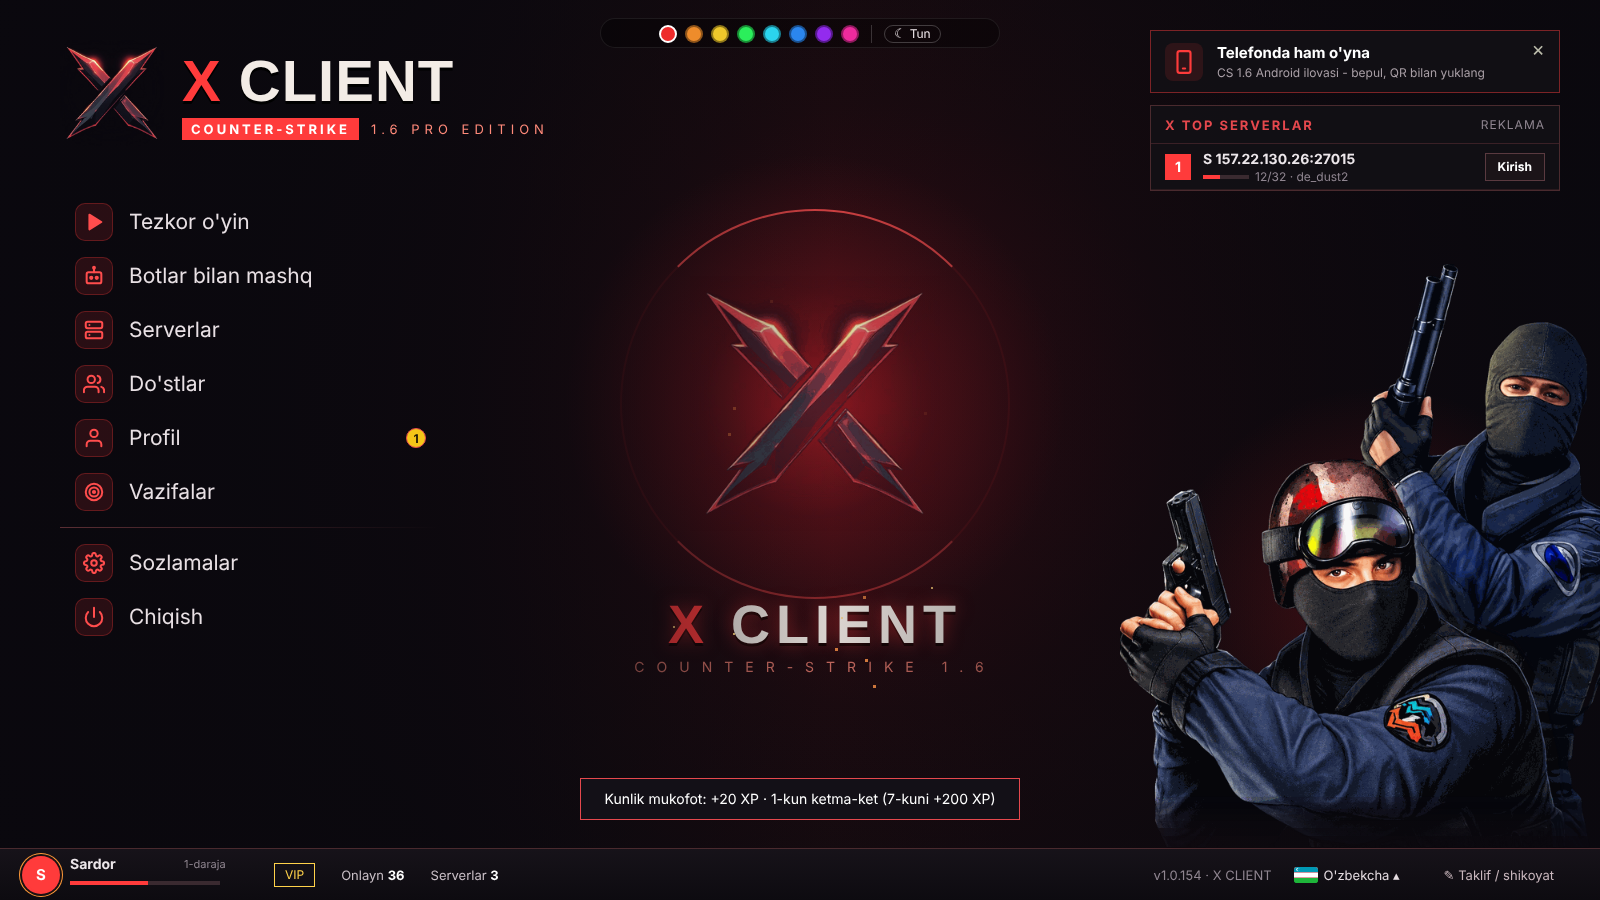 X CLIENT
COUNTER-STRIKE 1.6 PRO EDITION
Tun
Telefonda ham o'yna
CS 1.6 Android ilovasi - bepul, QR bilan yuklang
X TOP SERVERLAR REKLAMA
1 S 157.22.130.26:27015 Kirish
12/32 · de_dust2
Tezkor o'yin
Botlar bilan mashq
Serverlar
Do'stlar
Profil 1
Vazifalar
Sozlamalar
Chiqish
X CLIENT
COUNTER-STRIKE 1.6
Kunlik mukofot: +20 XP · 1-kun ketma-ket (7-kuni +200 XP)
S Sardor 1-daraja
VIP
Onlayn 36
Serverlar 3
v1.0.154 · X CLIENT
O'zbekcha ▴
✎ Taklif / shikoyat